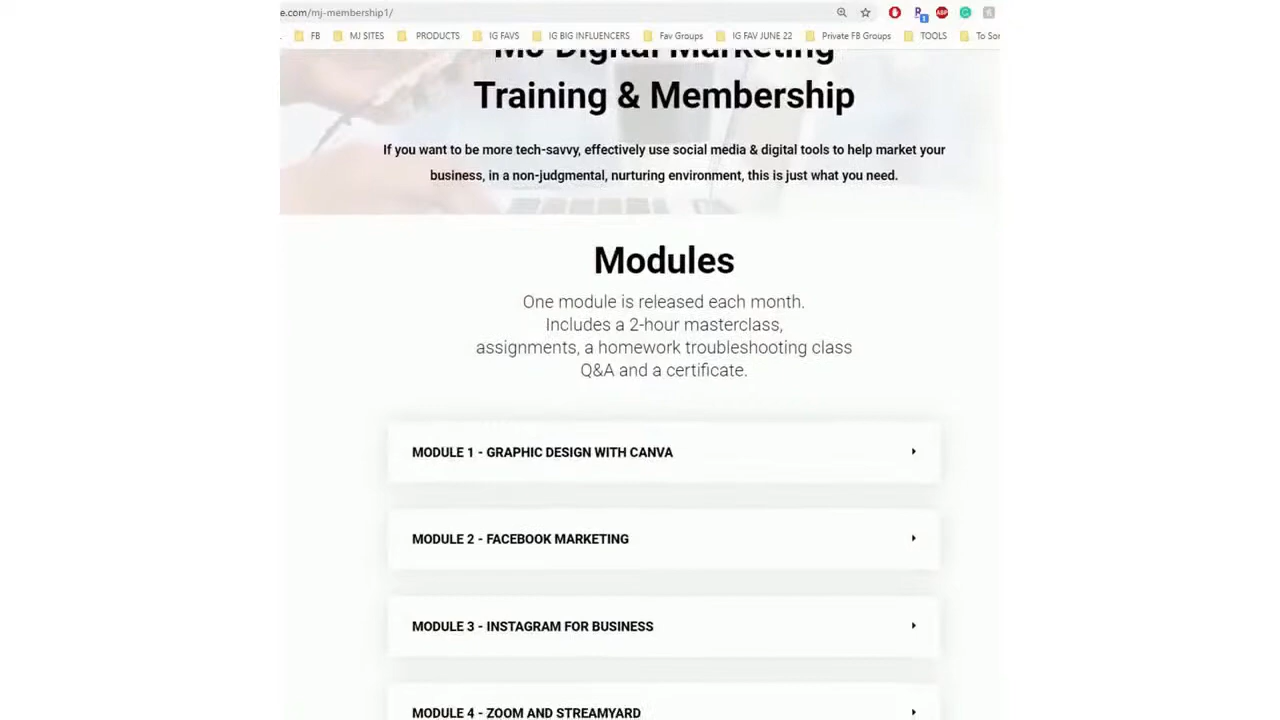 e.com/mj-membership1/
FB MJ SITES PRODUCTS IG FAVS IG BIG INFLUENCERS Fav Groups IG FAV JUNE 22 Private FB Groups TOOLS To Sor
Digital Marketing
Training & Membership
If you want to be more tech-savvy, effectively use social media & digital tools to help market your
business, in a non-judgmental, nurturing environment, this is just what you need.
Modules
One module is released each month.
Includes a 2-hour masterclass,
assignments, a homework troubleshooting class
Q&A and a certificate.
MODULE 1 - GRAPHIC DESIGN WITH CANVA
MODULE 2 - FACEBOOK MARKETING
MODULE 3 - INSTAGRAM FOR BUSINESS
MODULE 4 - ZOOM AND STREAMYARD